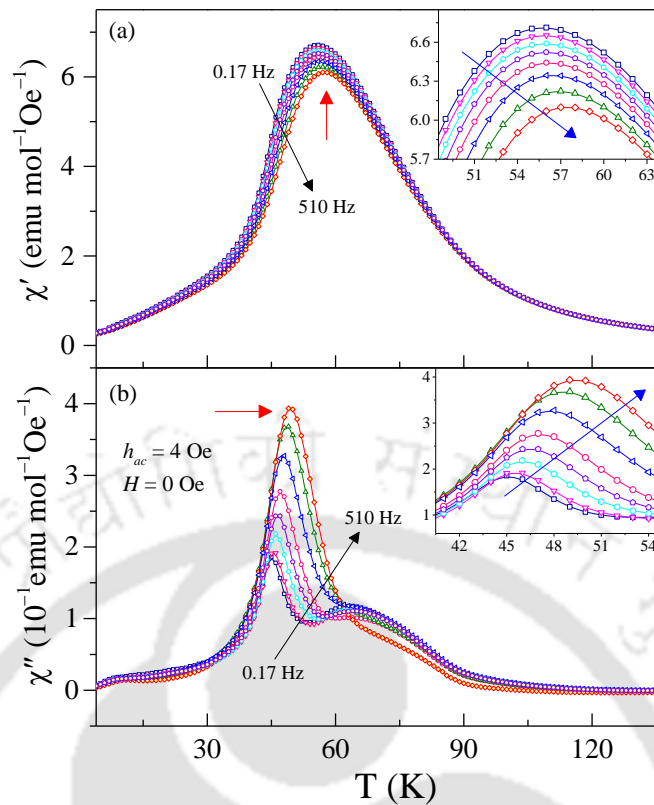 (a)
χ′ (emu mol⁻¹Oe⁻¹)
6
4
2
0
0.17 Hz
510 Hz
6.6
6.3
6.0
5.7
51 54 57 60 63
(b)
χ″ (10⁻¹ emu mol⁻¹Oe⁻¹)
4
3
2
1
0
h_ac = 4 Oe
H = 0 Oe
510 Hz
0.17 Hz
4
3
2
1
42 45 48 51 54
30 60 90 120
T (K)